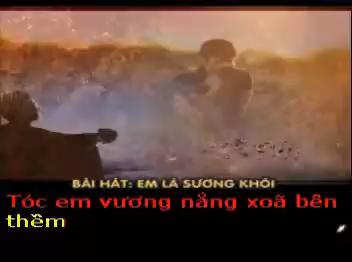 BÀI HÁT: EM LÀ SƯƠNG KHÓI
Tóc em vương nắng xoã bên
thềm